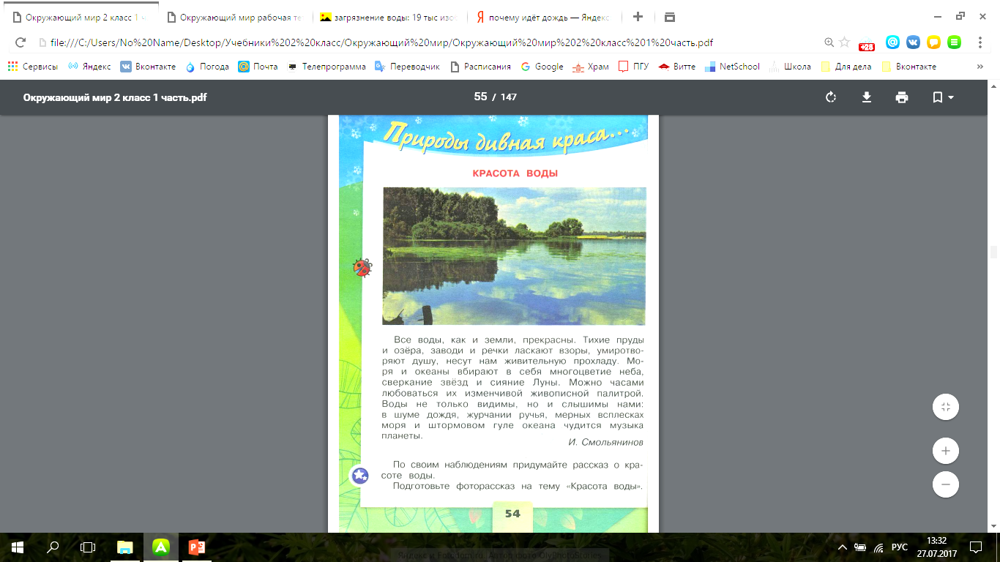 Окружающий мир 2 класс 1
Окружающий мир рабочая те
загрязнение воды: 19 тыс изоб
почему идёт дождь — Яндекс
file:///C:/Users/No%20Name/Desktop/Учебники%202%20класс/Окружающий%20мир/Окружающий%20мир%202%20класс%201%20часть.pdf
+28
Сервисы Яндекс Вконтакте Погода Почта Телепрограмма Переводчик Расписания Google Храм ПГУ Витте NetSchool Школа Для дела Вконтакте »
Окружающий мир 2 класс 1 часть.pdf
55 / 147
Природы дивная краса...
КРАСОТА ВОДЫ
Все воды, как и земли, прекрасны. Тихие пруды
и озёра, заводи и речки ласкают взоры, умиротво-
ряют душу, несут нам живительную прохладу. Мо-
ря и океаны вбирают в себя многоцветие неба,
сверкание звёзд и сияние Луны. Можно часами
любоваться их изменчивой живописной палитрой.
Воды не только видимы, но и слышимы нами:
в шуме дождя, журчании ручья, мерных всплесках
моря и штормовом гуле океана чудится музыка
планеты.
И. Смольянинов
По своим наблюдениям придумайте рассказ о кра-
соте воды.
Подготовьте фоторассказ на тему «Красота воды».
54
РУС
13:32
27.07.2017